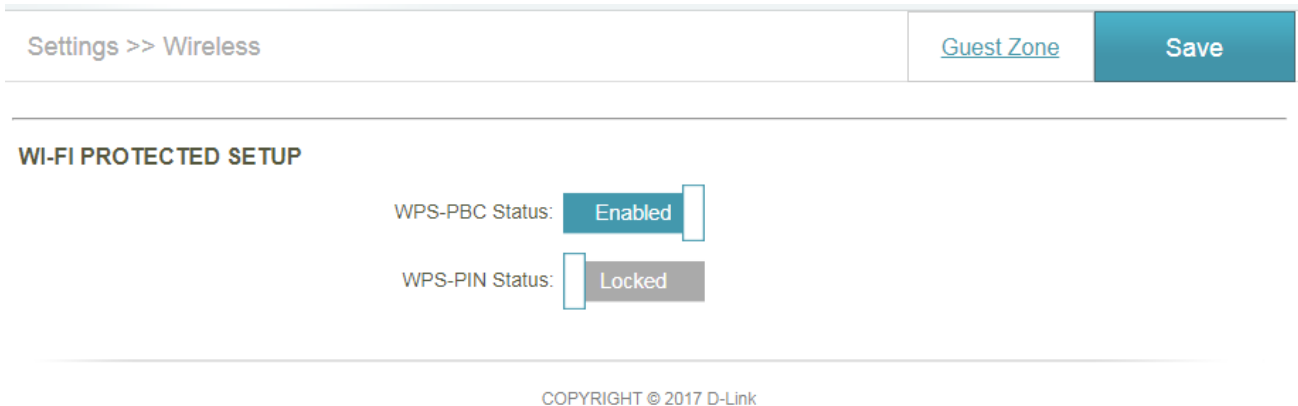 Settings >> Wireless
Guest Zone
Save
WI-FI PROTECTED SETUP
WPS-PBC Status: Enabled
WPS-PIN Status: Locked
COPYRIGHT © 2017 D-Link